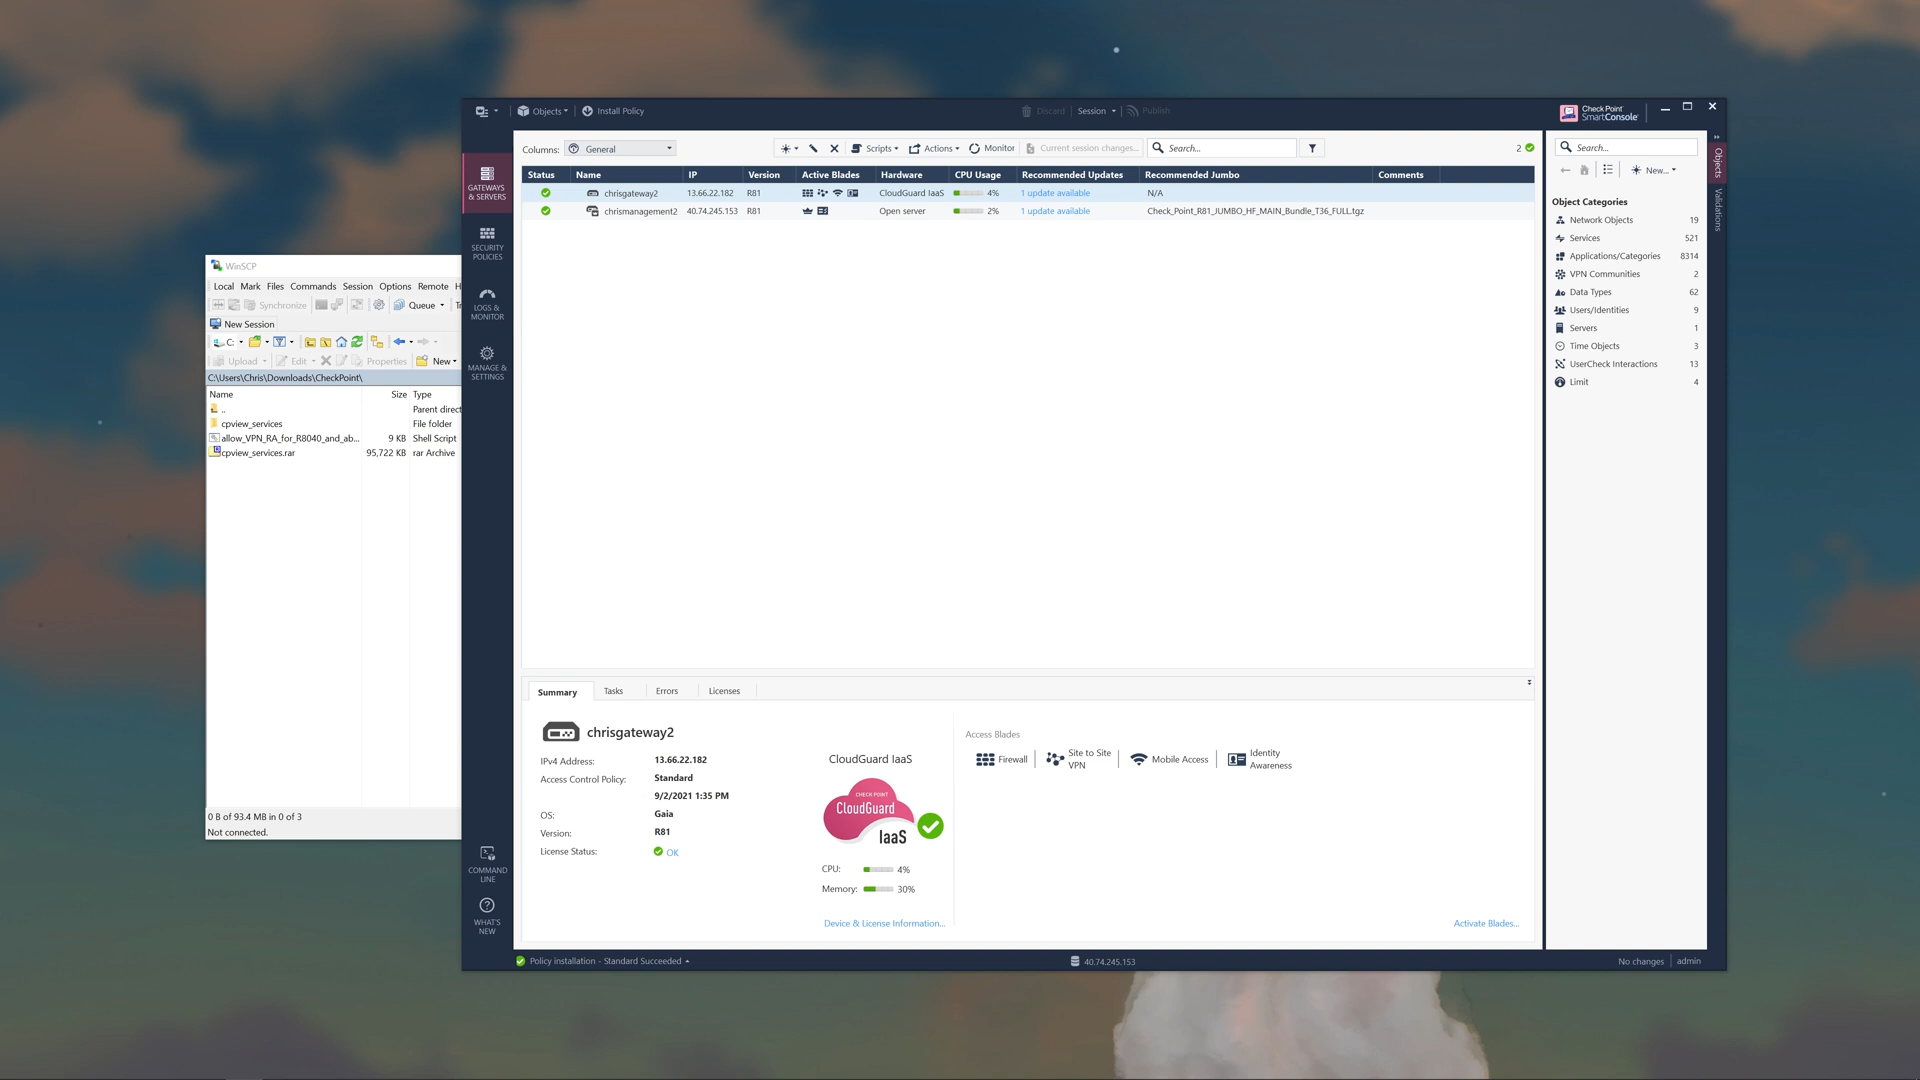 Objects
Install Policy
Discard
Session
Publish
Check Point
SmartConsole
Columns:
General
Scripts
Actions
Monitor
Current session changes...
Search...
2
Status
Name
IP
Version
Active Blades
Hardware
CPU Usage
Recommended Updates
Recommended Jumbo
Comments
chrisgateway2
13.66.22.182
R81
CloudGuard IaaS
4%
1 update available
N/A
chrismanagement2
40.74.245.153
R81
Open server
2%
1 update available
Check_Point_R81_JUMBO_HF_MAIN_Bundle_T36_FULL.tgz
GATEWAYS
& SERVERS
SECURITY
POLICIES
LOGS &
MONITOR
MANAGE &
SETTINGS
COMMAND
LINE
WHAT'S
NEW
WinSCP
Local
Mark
Files
Commands
Session
Options
Remote
H
Synchronize
Queue
Tr
New Session
C:
Upload
Edit
Properties
New
C:\Users\Chris\Downloads\CheckPoint\
Name
Size
Type
..
Parent direct
cpview_services
File folder
allow_VPN_RA_for_R8040_and_ab...
9 KB
Shell Script
cpview_services.rar
95,722 KB
rar Archive
0 B of 93.4 MB in 0 of 3
Not connected.
Summary
Tasks
Errors
Licenses
chrisgateway2
IPv4 Address:
13.66.22.182
Access Control Policy:
Standard
9/2/2021 1:35 PM
OS:
Gaia
Version:
R81
License Status:
OK
CloudGuard IaaS
CHECK POINT
CloudGuard
IaaS
CPU:
4%
Memory:
30%
Device & License Information...
Access Blades
Firewall
Site to Site
VPN
Mobile Access
Identity
Awareness
Activate Blades...
Search...
New...
Object Categories
Network Objects
19
Services
521
Applications/Categories
8314
VPN Communities
2
Data Types
62
Users/Identities
9
Servers
1
Time Objects
3
UserCheck Interactions
13
Limit
4
Objects
Validations
Policy installation - Standard Succeeded
40.74.245.153
No changes
admin